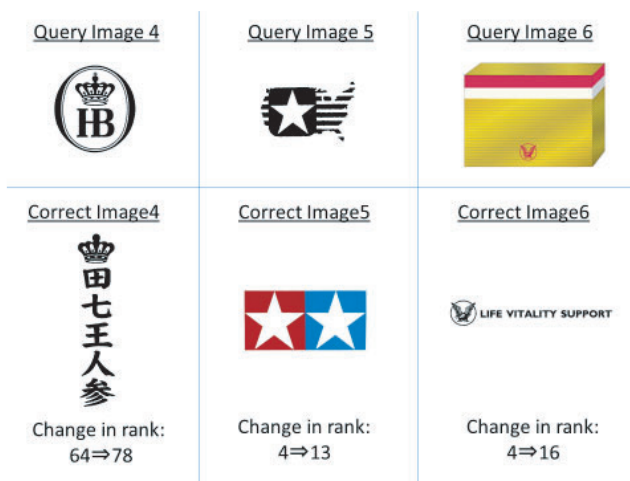 Query Image 4
Query Image 5
Query Image 6
HB
Correct Image4
Correct Image5
Correct Image6
田七王人参
LIFE VITALITY SUPPORT
Change in rank:
64⇒78
Change in rank:
4⇒13
Change in rank:
4⇒16